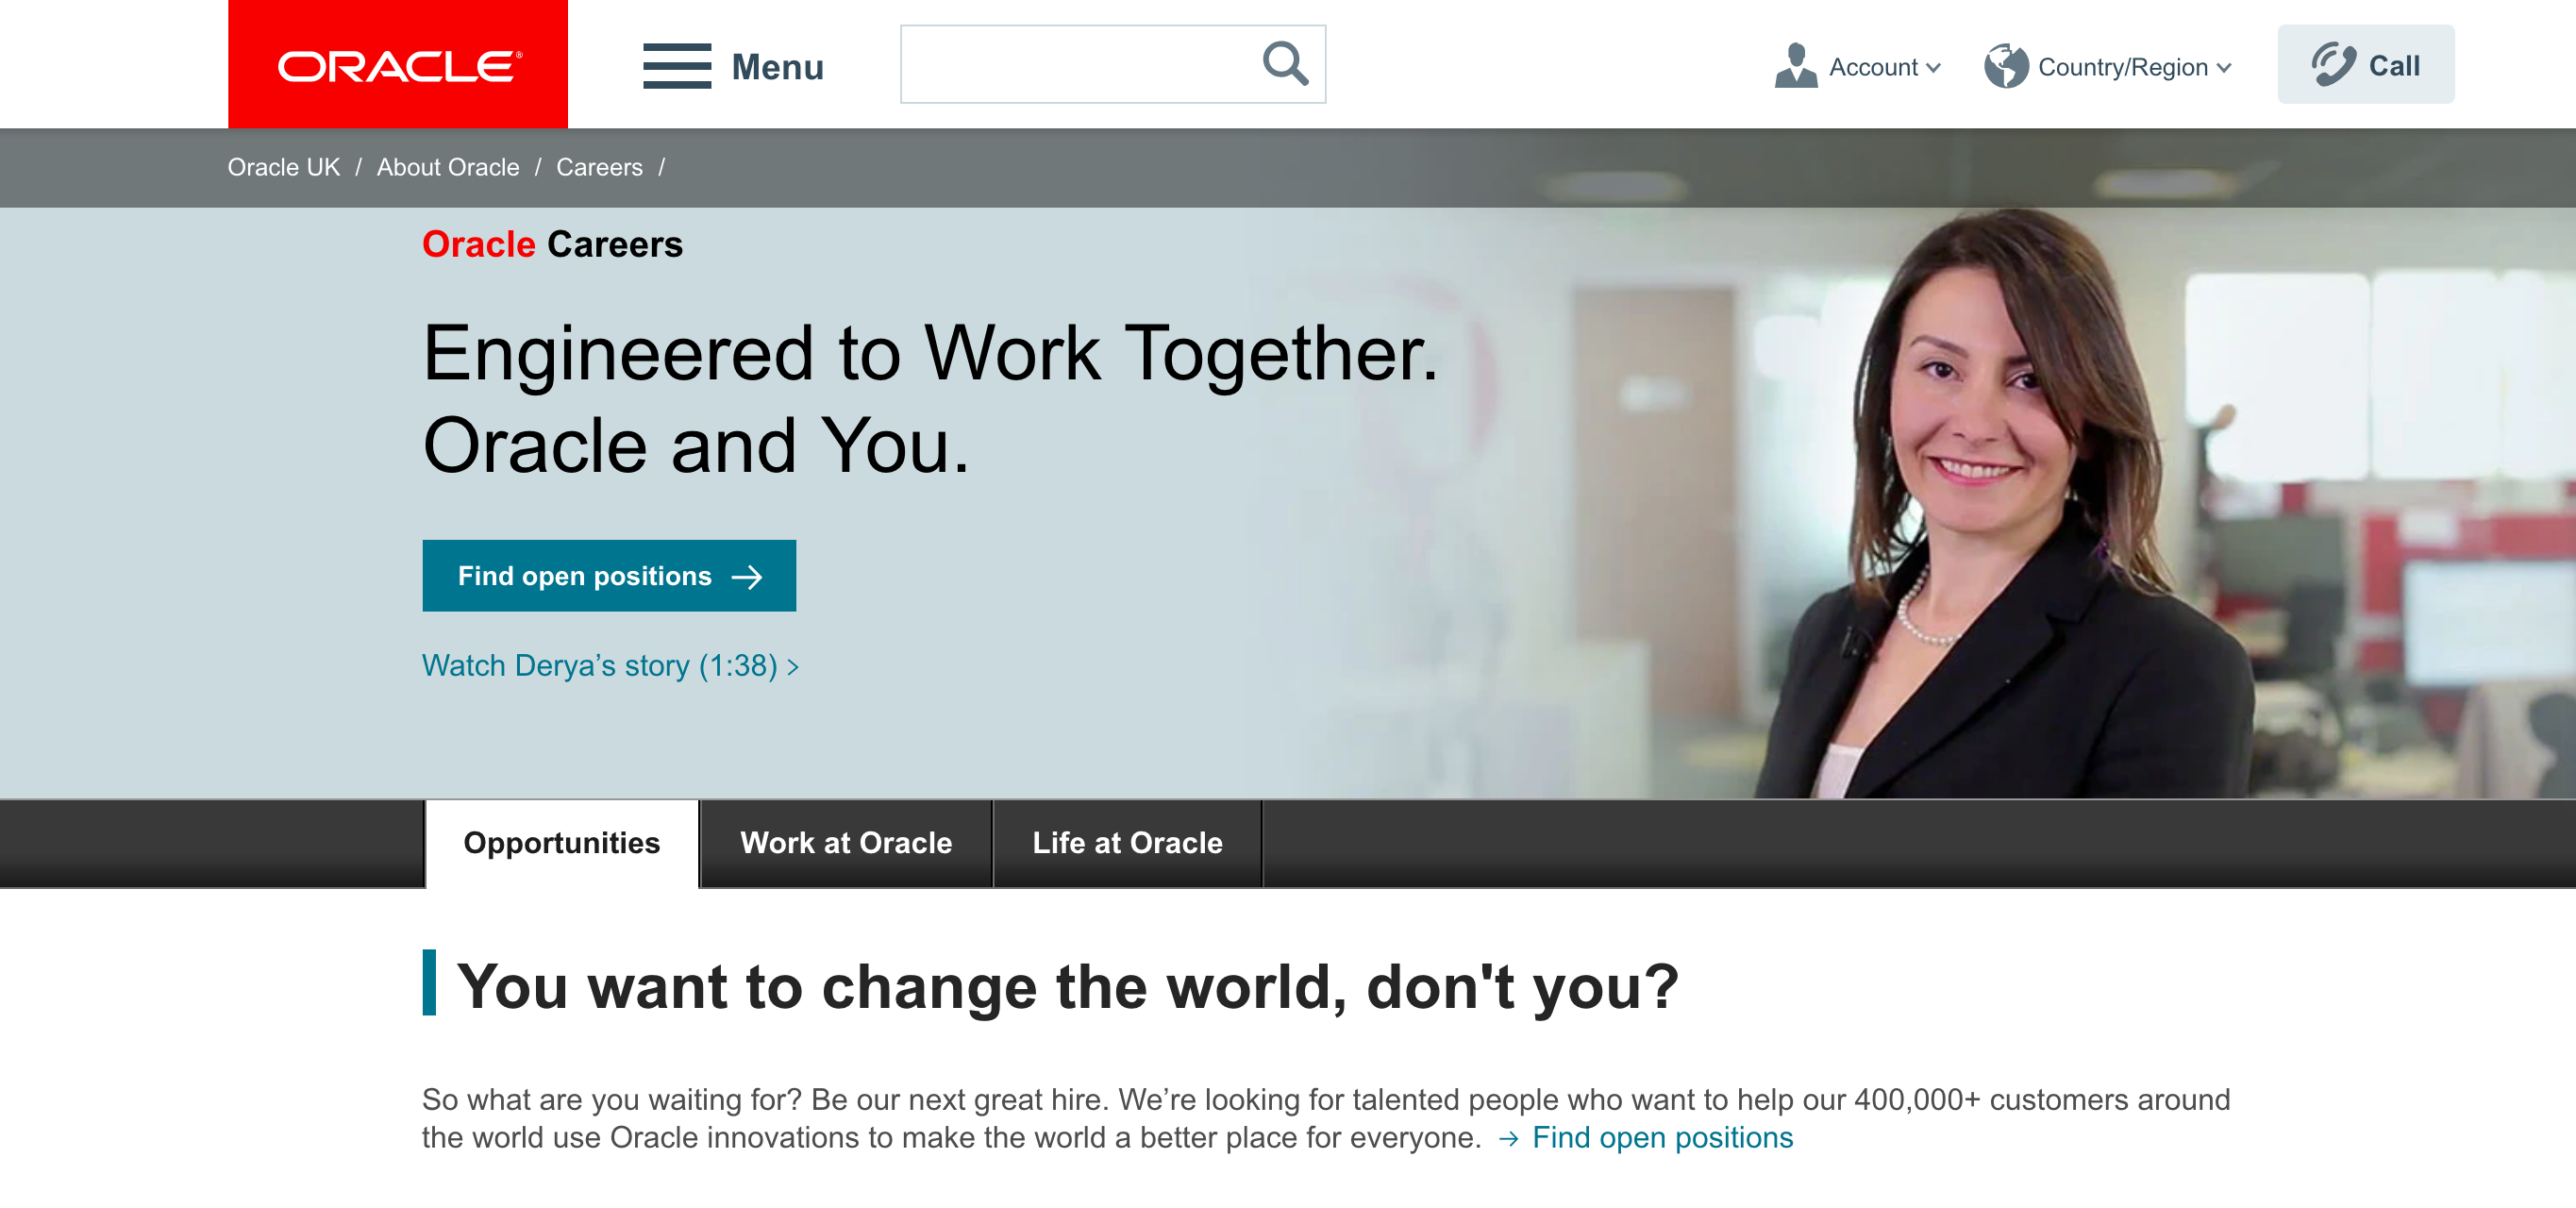 ORACLE®
Menu
Account
Country/Region
Call
Oracle UK / About Oracle / Careers /
Oracle Careers
Engineered to Work Together.
Oracle and You.
Find open positions →
Watch Derya’s story (1:38) >
Opportunities
Work at Oracle
Life at Oracle
You want to change the world, don't you?
So what are you waiting for? Be our next great hire. We’re looking for talented people who want to help our 400,000+ customers around
the world use Oracle innovations to make the world a better place for everyone. → Find open positions